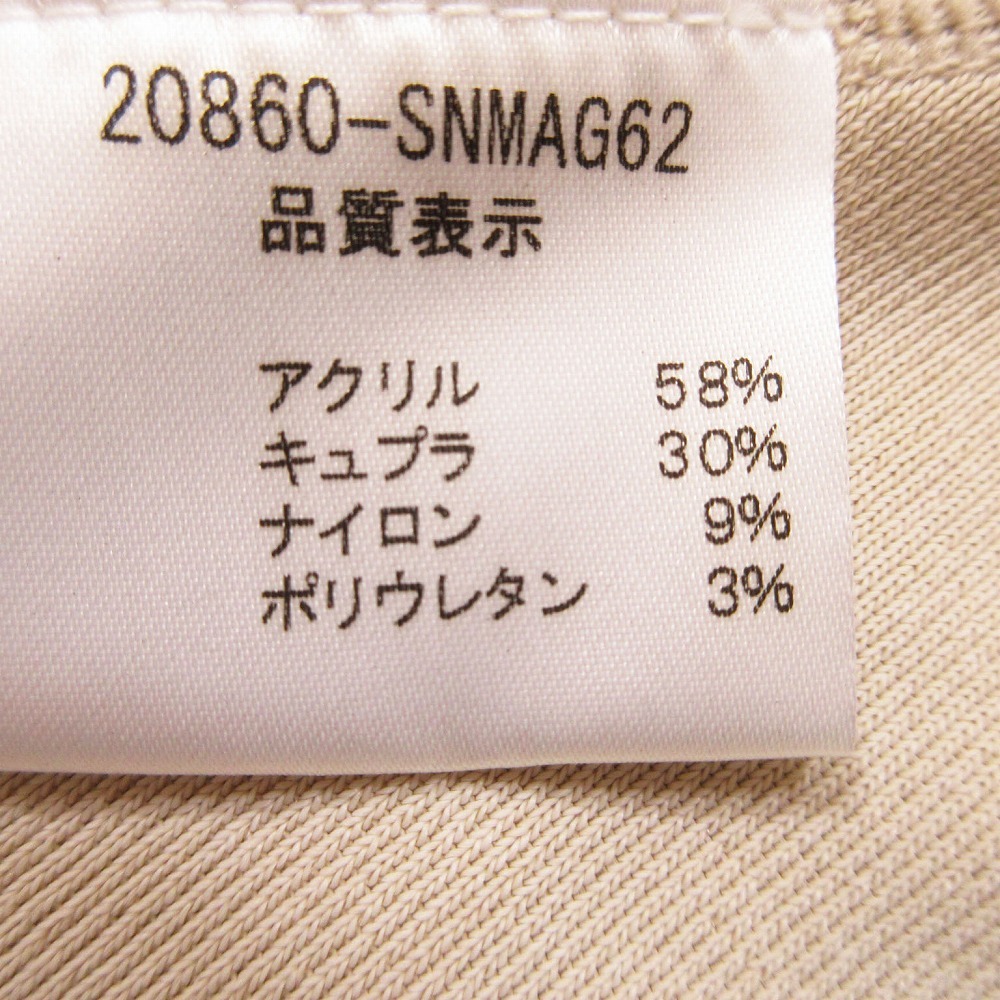 20860-SNMAG62
品質表示
アクリル 58%
キュプラ 30%
ナイロン 9%
ポリウレタン 3%